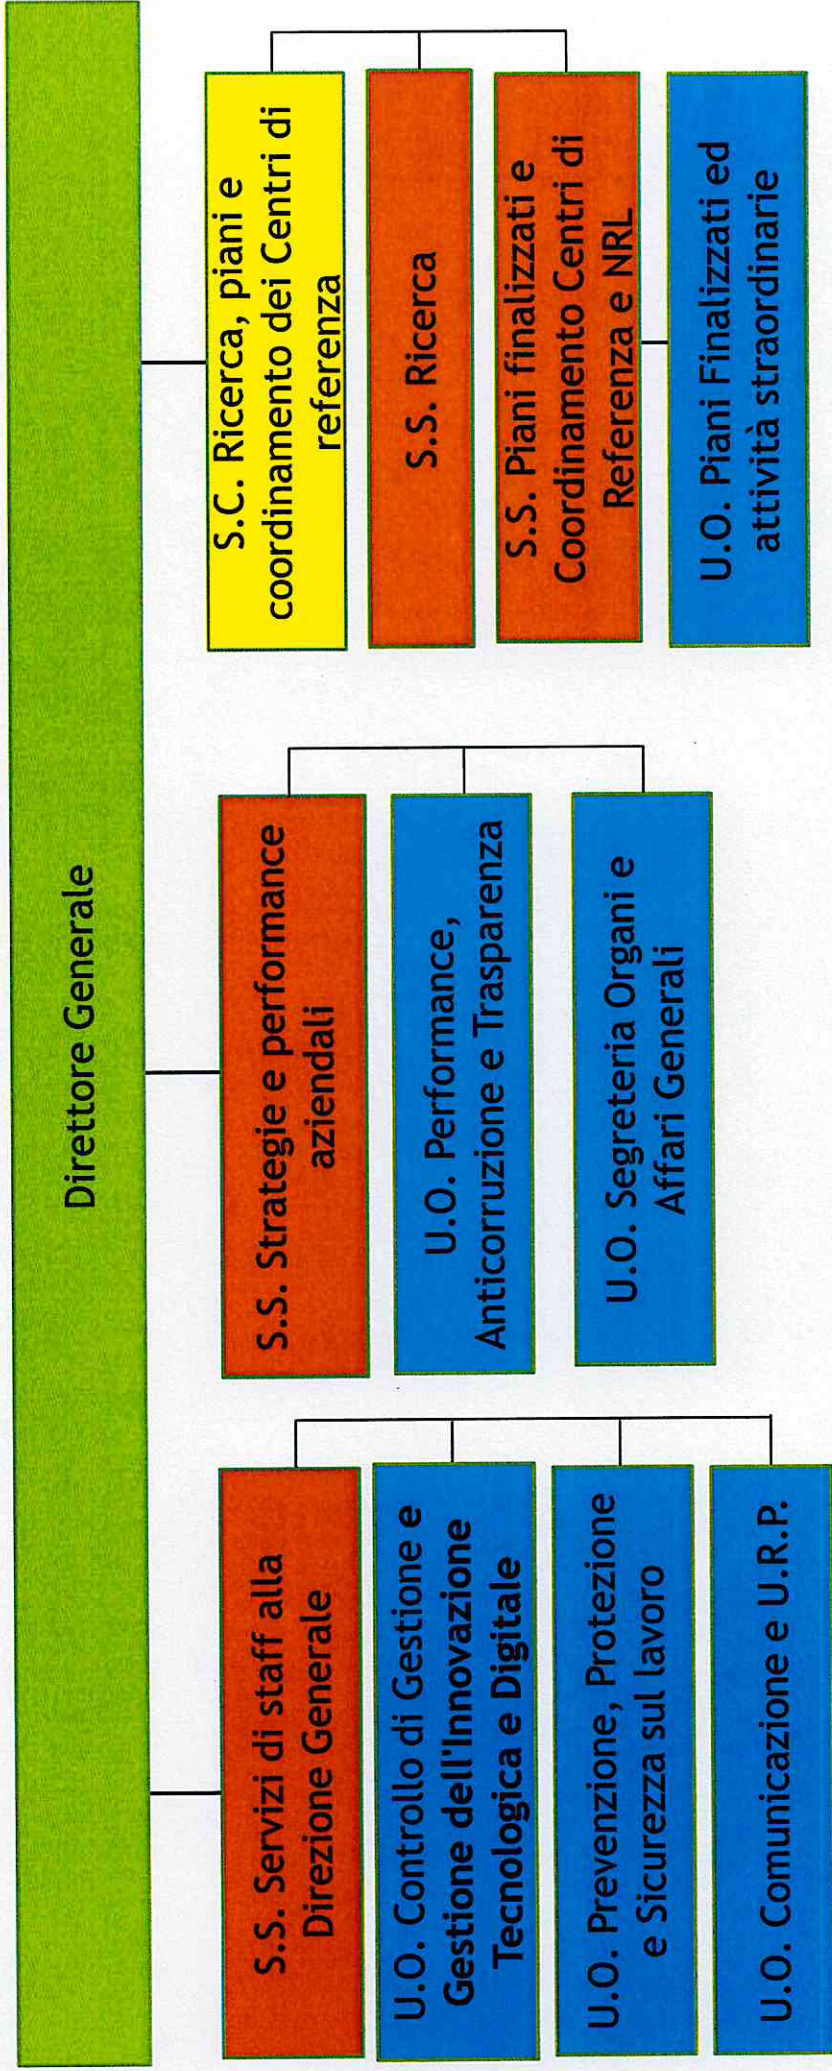 Direttore Generale
S.S. Servizi di staff alla
Direzione Generale
U.O. Controllo di Gestione e
Gestione dell'Innovazione
Tecnologica e Digitale
U.O. Prevenzione, Protezione
e Sicurezza sul lavoro
U.O. Comunicazione e U.R.P.
S.S. Strategie e performance
aziendali
U.O. Performance,
Anticorruzione e Trasparenza
U.O. Segreteria Organi e
Affari Generali
S.C. Ricerca, piani e
coordinamento dei Centri di
referenza
S.S. Ricerca
S.S. Piani finalizzati e
Coordinamento Centri di
Referenza e NRL
U.O. Piani Finalizzati ed
attività straordinarie